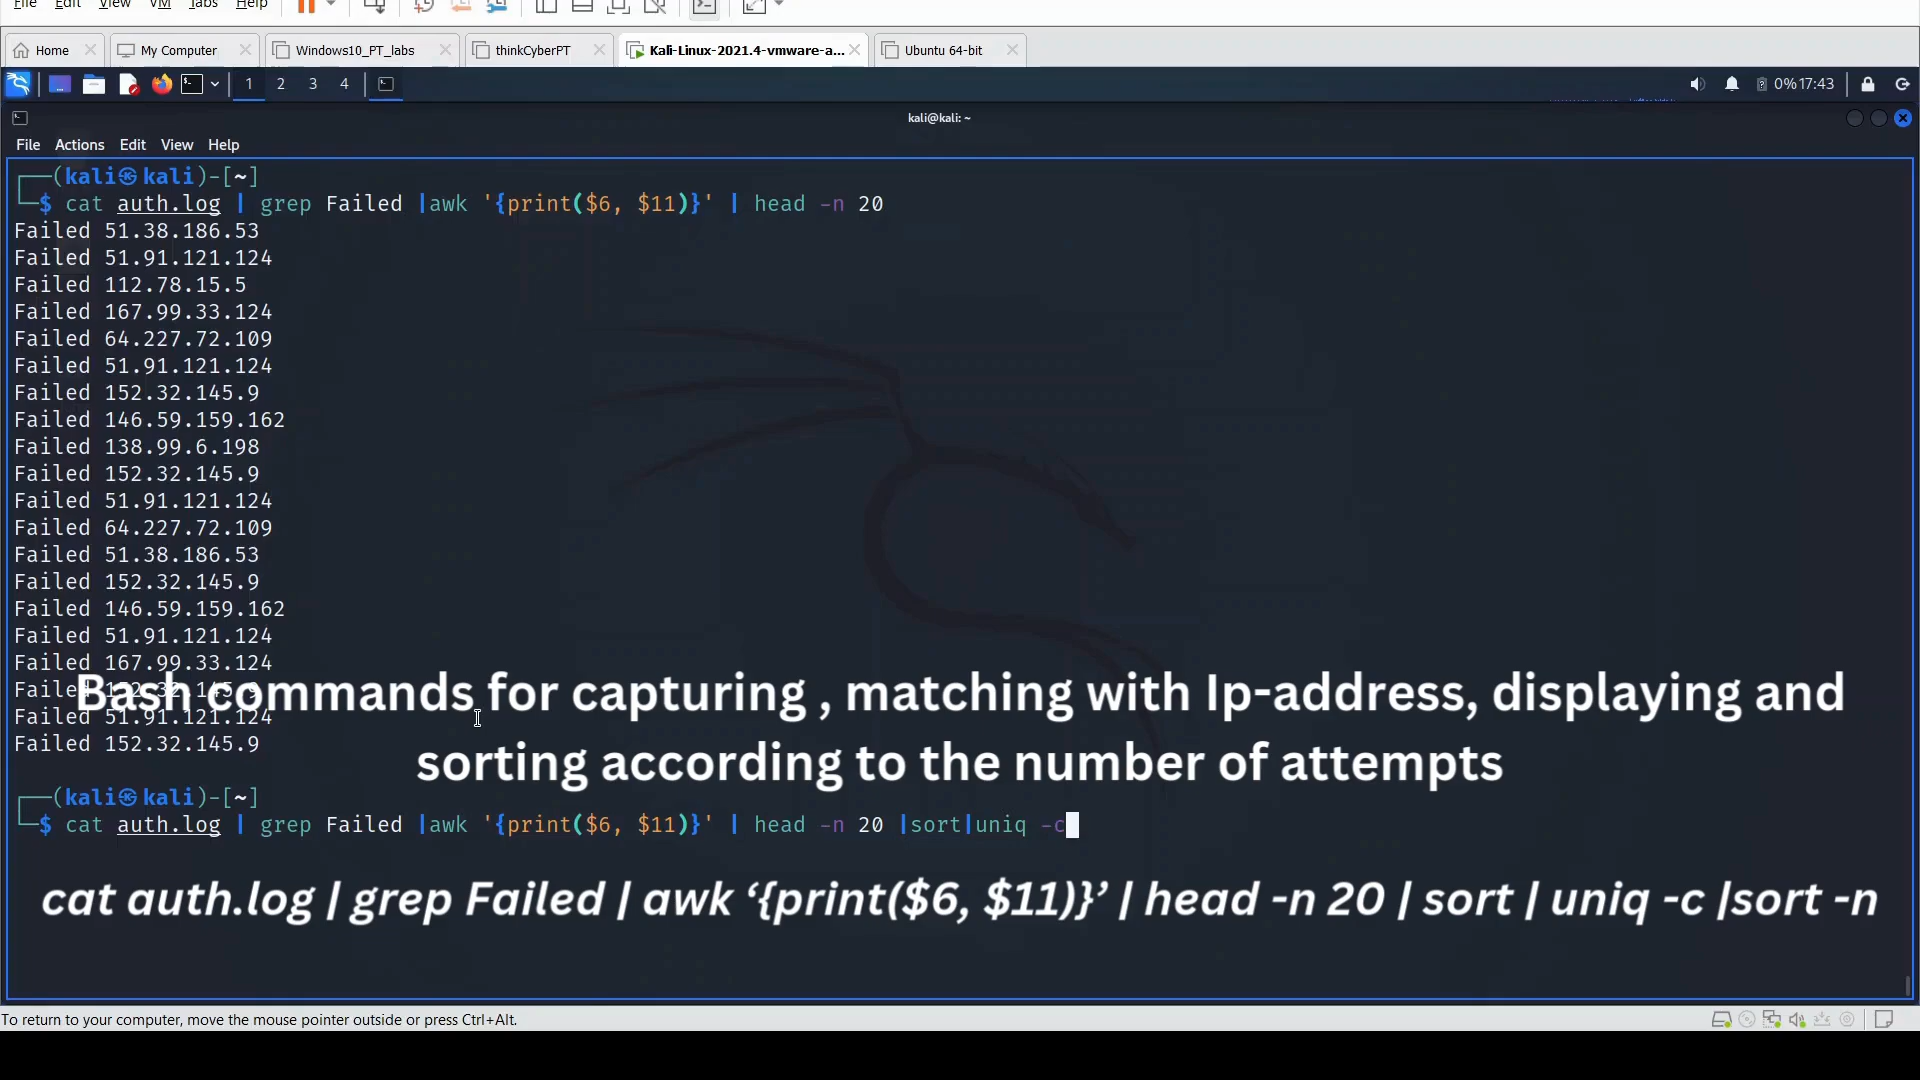 File Edit View VM Tabs Help
Home My Computer Windows10_PT_labs thinkCyberPT Kali-Linux-2021.4-vmware-a... Ubuntu 64-bit
1 2 3 4 0% 17:43
kali@kali: ~
File Actions Edit View Help
(kali㉿kali)-[~]
$ cat auth.log | grep Failed |awk '{print($6, $11)}' | head -n 20
Failed 51.38.186.53
Failed 51.91.121.124
Failed 112.78.15.5
Failed 167.99.33.124
Failed 64.227.72.109
Failed 51.91.121.124
Failed 152.32.145.9
Failed 146.59.159.162
Failed 138.99.6.198
Failed 152.32.145.9
Failed 51.91.121.124
Failed 64.227.72.109
Failed 51.38.186.53
Failed 152.32.145.9
Failed 146.59.159.162
Failed 51.91.121.124
Failed 167.99.33.124
Failed 152.32.145.9
Bash commands for capturing , matching with Ip-address, displaying and
Failed 51.91.121.124
Failed 152.32.145.9
sorting according to the number of attempts
(kali㉿kali)-[~]
$ cat auth.log | grep Failed |awk '{print($6, $11)}' | head -n 20 |sort|uniq -c
cat auth.log | grep Failed | awk ‘{print($6, $11)}’ | head -n 20 | sort | uniq -c |sort -n
To return to your computer, move the mouse pointer outside or press Ctrl+Alt.